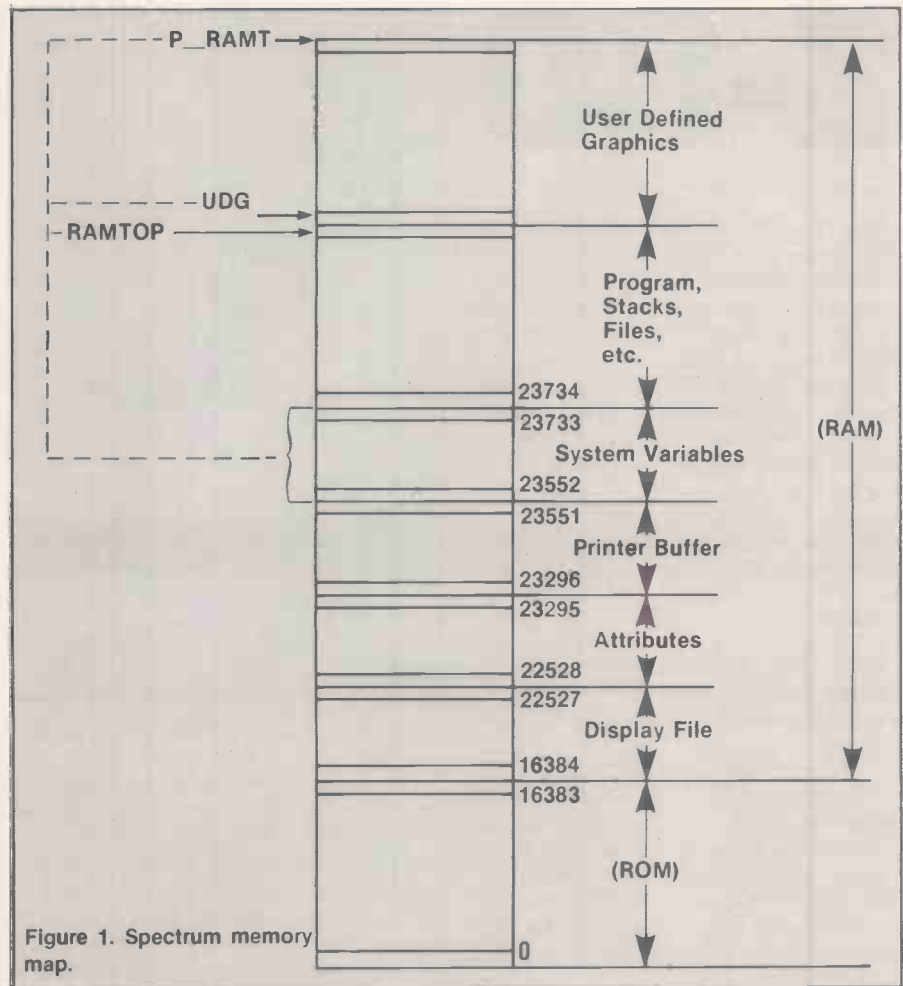 P__RAMT
User Defined
Graphics
UDG
RAMTOP
Program,
Stacks,
Files,
etc.
23734
23733
(RAM)
System Variables
23552
23551
Printer Buffer
23296
23295
Attributes
22528
22527
Display File
16384
16383
(ROM)
Figure 1. Spectrum memory
map.
0